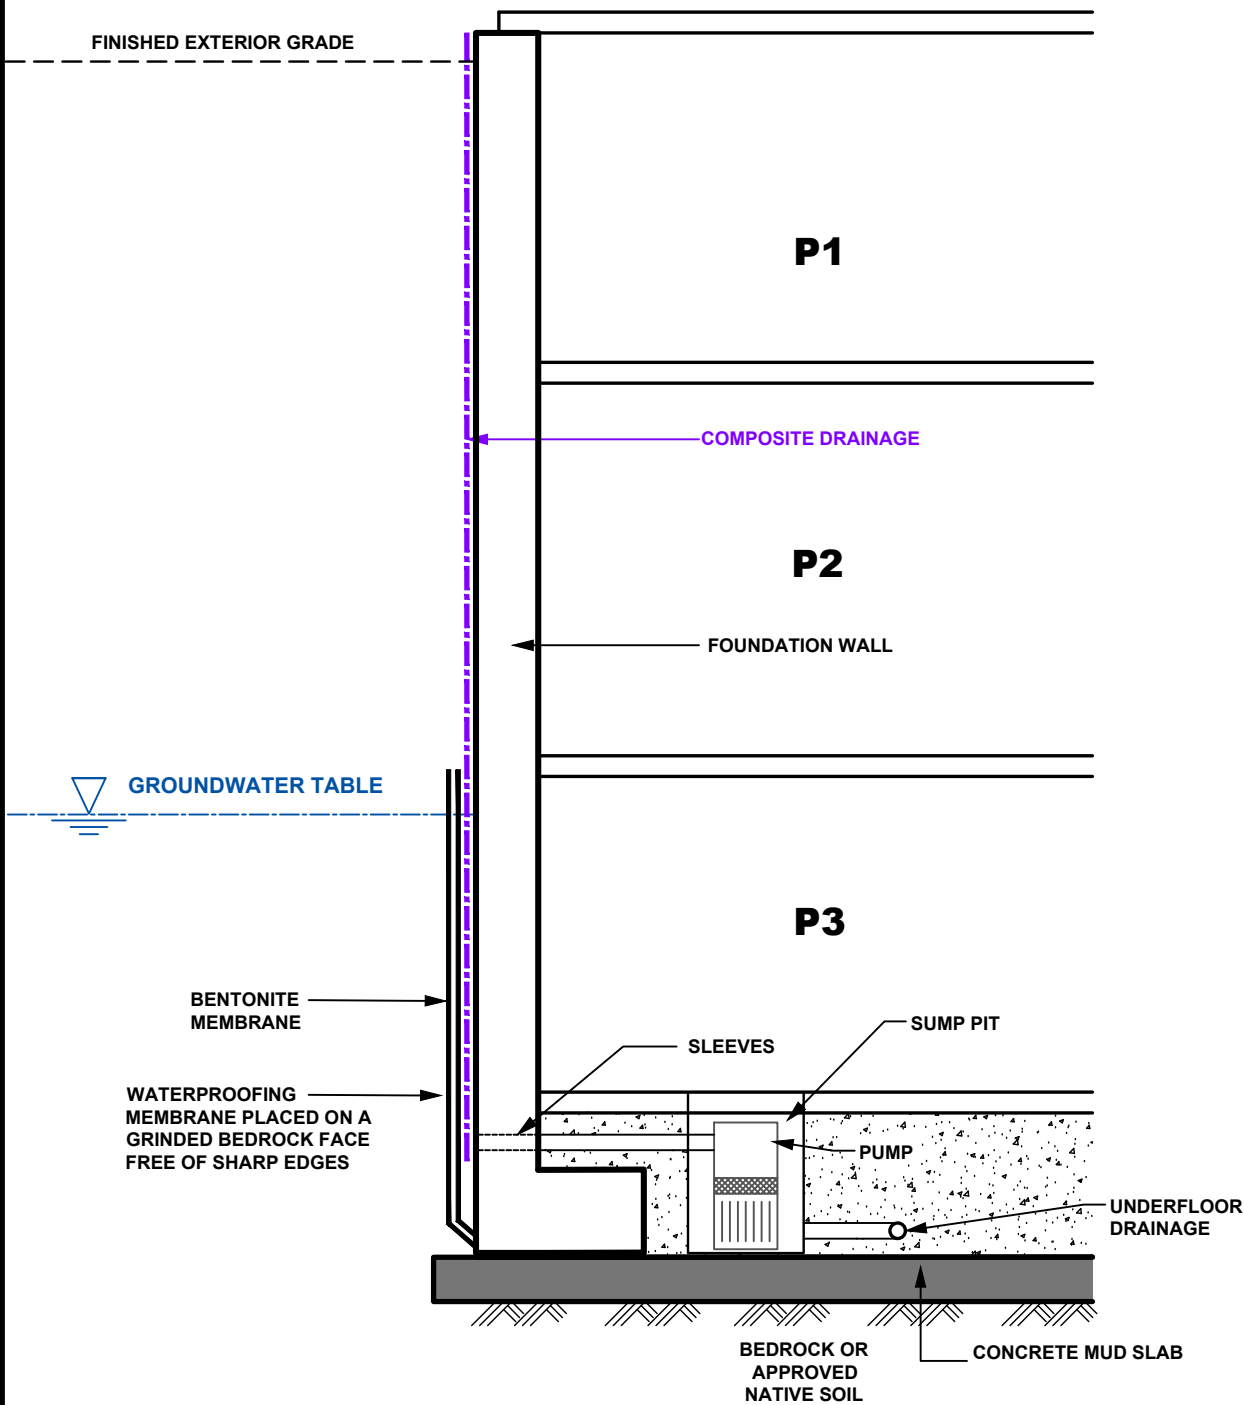 FINISHED EXTERIOR GRADE
P1
COMPOSITE DRAINAGE
P2
FOUNDATION WALL
GROUNDWATER TABLE
P3
BENTONITE
MEMBRANE
SUMP PIT
SLEEVES
WATERPROOFING
MEMBRANE PLACED ON A
GRINDED BEDROCK FACE
FREE OF SHARP EDGES
PUMP
UNDERFLOOR
DRAINAGE
BEDROCK OR
APPROVED
NATIVE SOIL
CONCRETE MUD SLAB